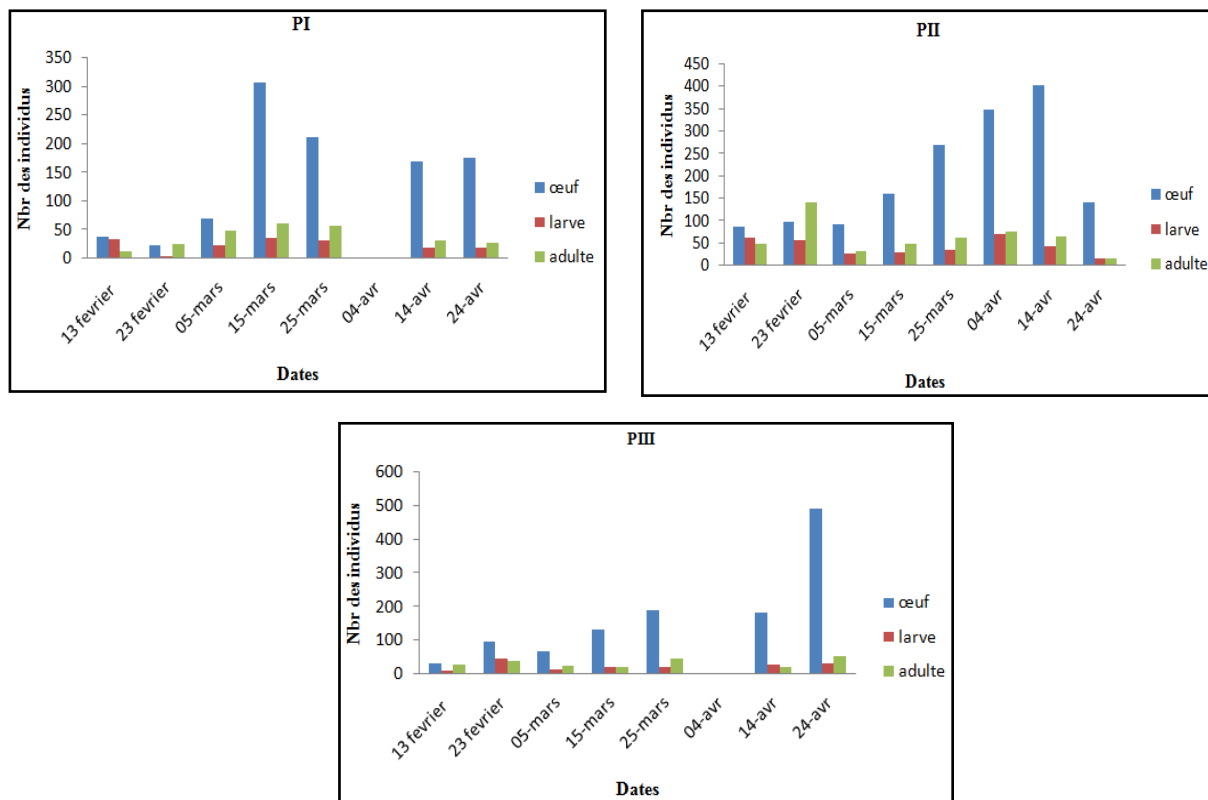 PI
Nbr des individus
350
300
250
200
150
100
50
0
13 fevrier
23 fevrier
05-mars
15-mars
25-mars
04-avr
14-avr
24-avr
Dates
œuf
larve
adulte
PII
Nbr des individus
450
400
350
300
250
200
150
100
50
0
13 fevrier
23 fevrier
05-mars
15-mars
25-mars
04-avr
14-avr
24-avr
Dates
œuf
larve
adulte
PIII
Nbr des individus
600
500
400
300
200
100
0
13 fevrier
23 fevrier
05-mars
15-mars
25-mars
04-avr
14-avr
24-avr
Dates
œuf
larve
adulte